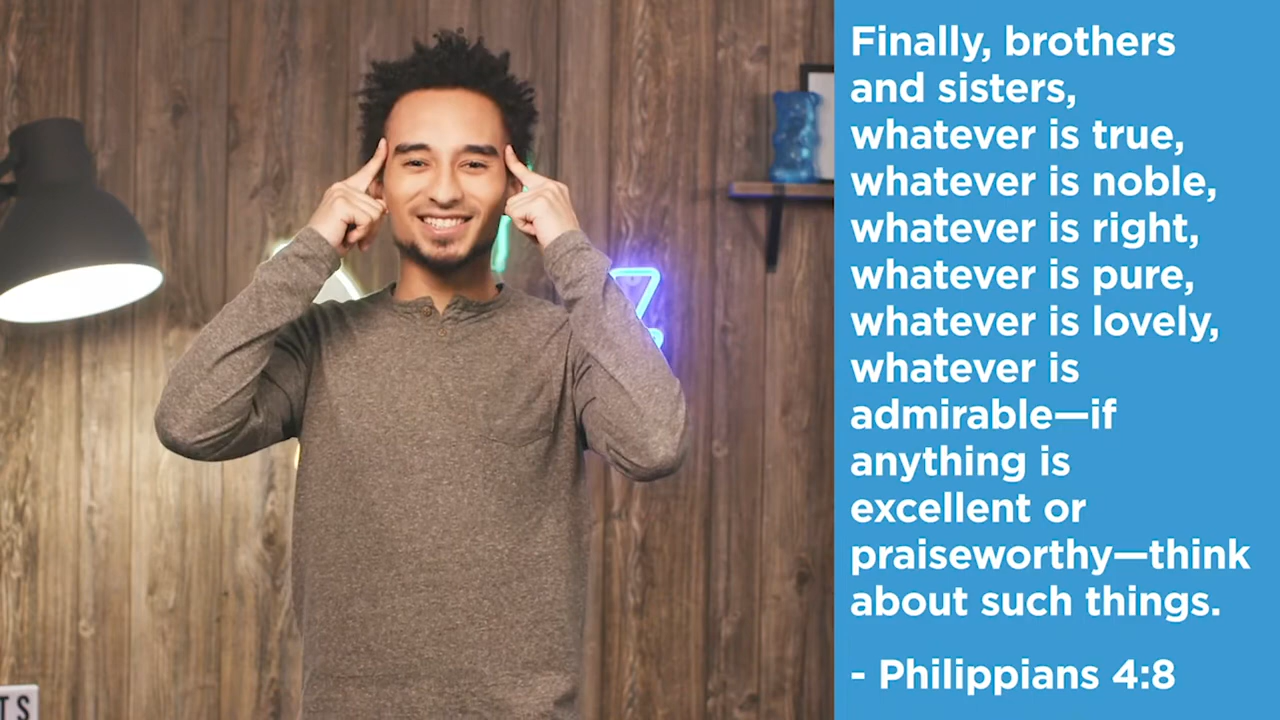 Finally, brothers
and sisters,
whatever is true,
whatever is noble,
whatever is right,
whatever is pure,
whatever is lovely,
whatever is
admirable—if
anything is
excellent or
praiseworthy—think
about such things.
- Philippians 4:8
TS